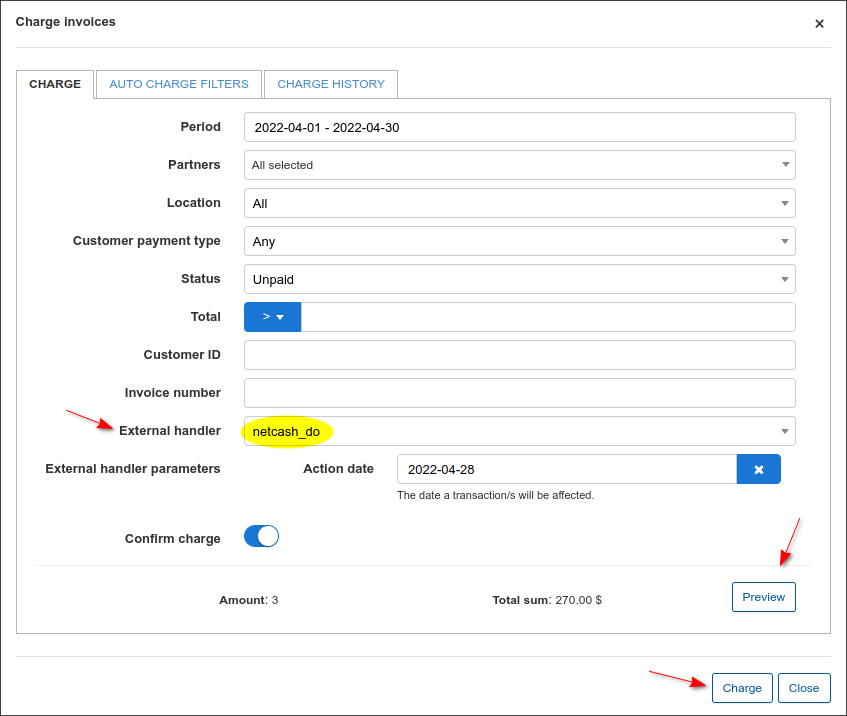 Charge invoices ×
CHARGE AUTO CHARGE FILTERS CHARGE HISTORY
Period 2022-04-01 - 2022-04-30
Partners All selected
Location All
Customer payment type Any
Status Unpaid
Total >
Customer ID
Invoice number
External handler netcash_do
External handler parameters Action date 2022-04-28
The date a transaction/s will be affected.
Confirm charge
Amount: 3 Total sum: 270.00 $ Preview
Charge Close